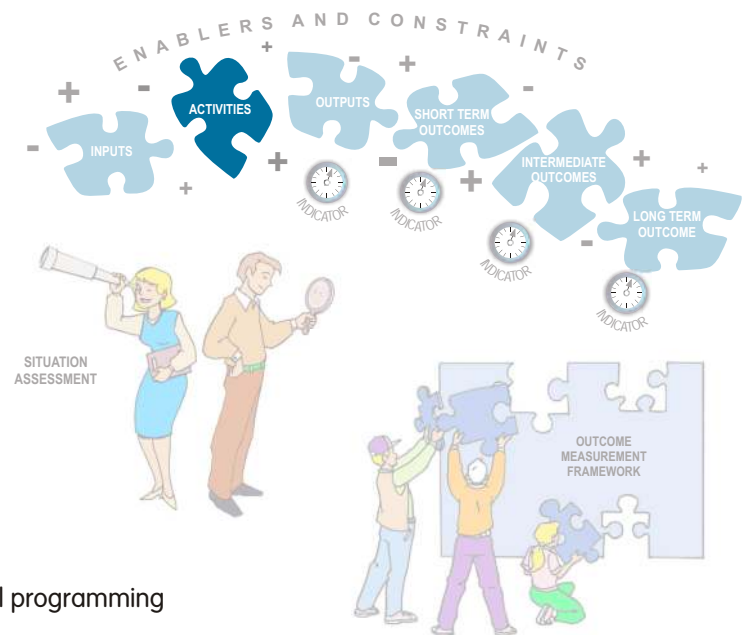 ENABLERS AND CONSTRAINTS
+ - + - + -
ACTIVITIES
OUTPUTS
SHORT TERM
OUTCOMES
- INPUTS + + - + + +
INTERMEDIATE
OUTCOMES
LONG TERM
OUTCOME
-
INDICATOR
INDICATOR
INDICATOR
INDICATOR
SITUATION
ASSESSMENT
OUTCOME
MEASUREMENT
FRAMEWORK
l programming